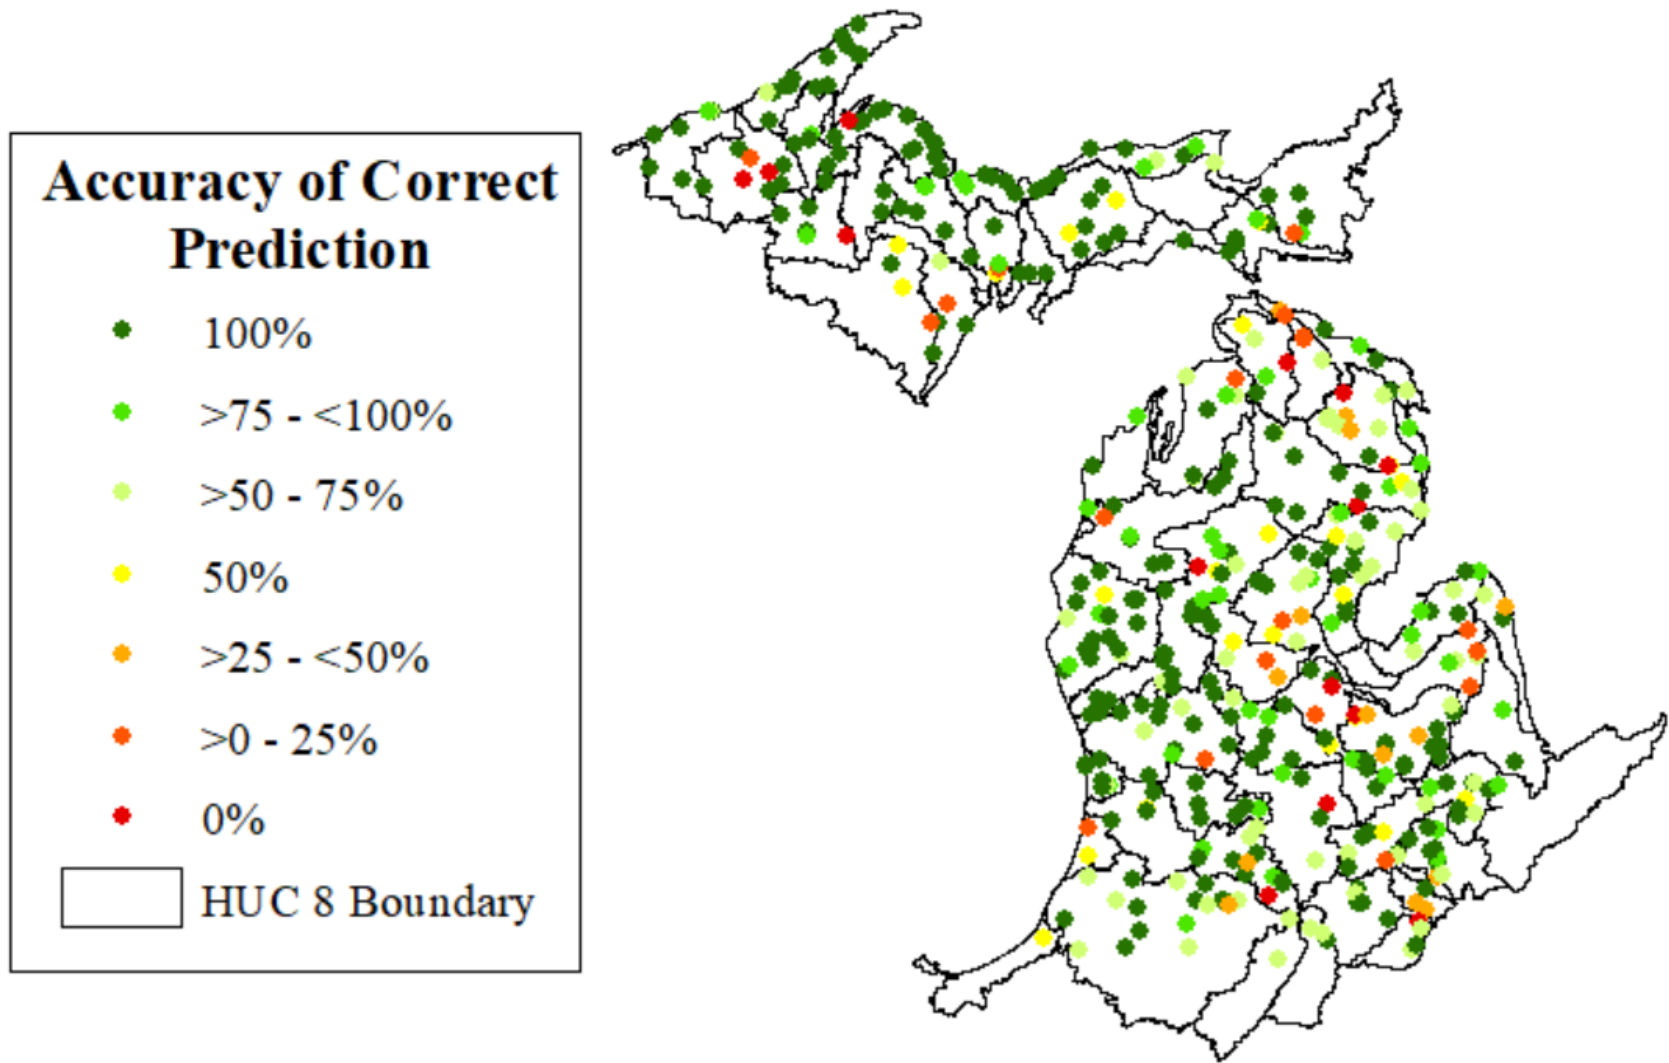 Accuracy of Correct
Prediction
100%
>75 - <100%
>50 - 75%
50%
>25 - <50%
>0 - 25%
0%
HUC 8 Boundary